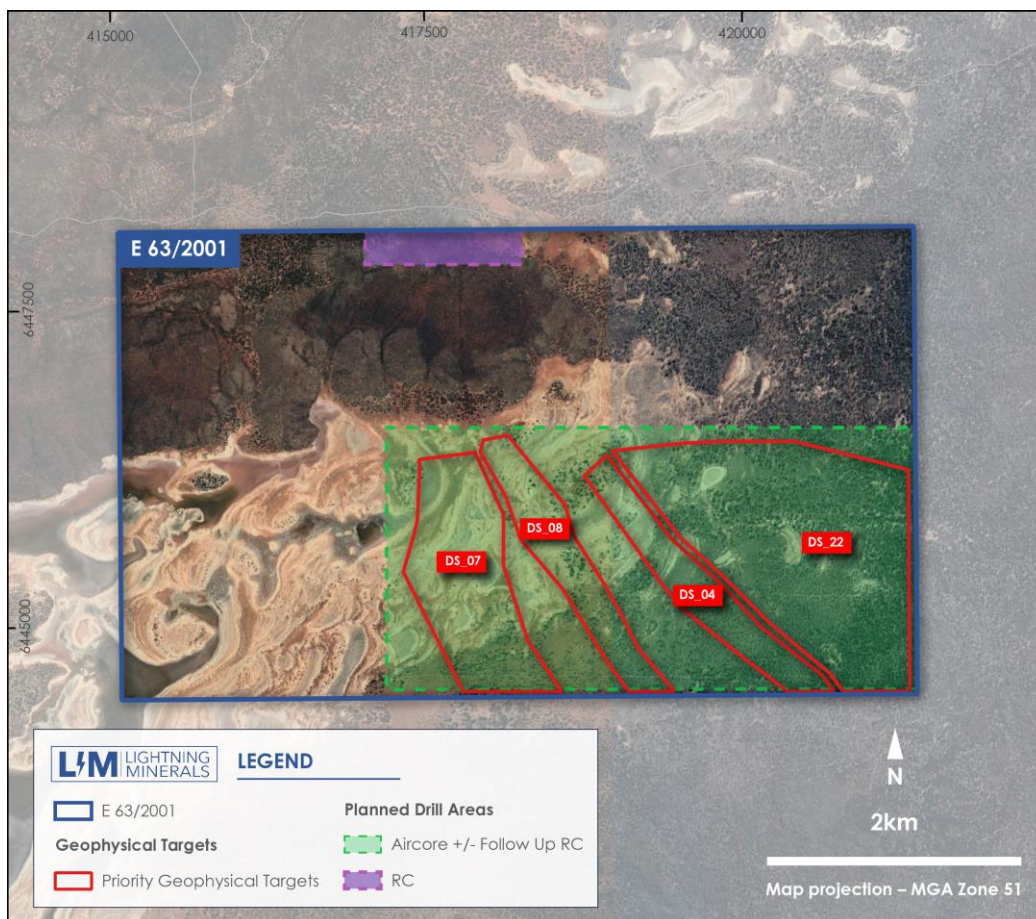 415000
417500
420000
E 63/2001
6447500
6445000
DS_08
DS_07
DS_22
DS_04
LM LIGHTNING MINERALS
LEGEND
E 63/2001
Geophysical Targets
Priority Geophysical Targets
Planned Drill Areas
Aircore +/- Follow Up RC
RC
N
2km
Map projection – MGA Zone 51